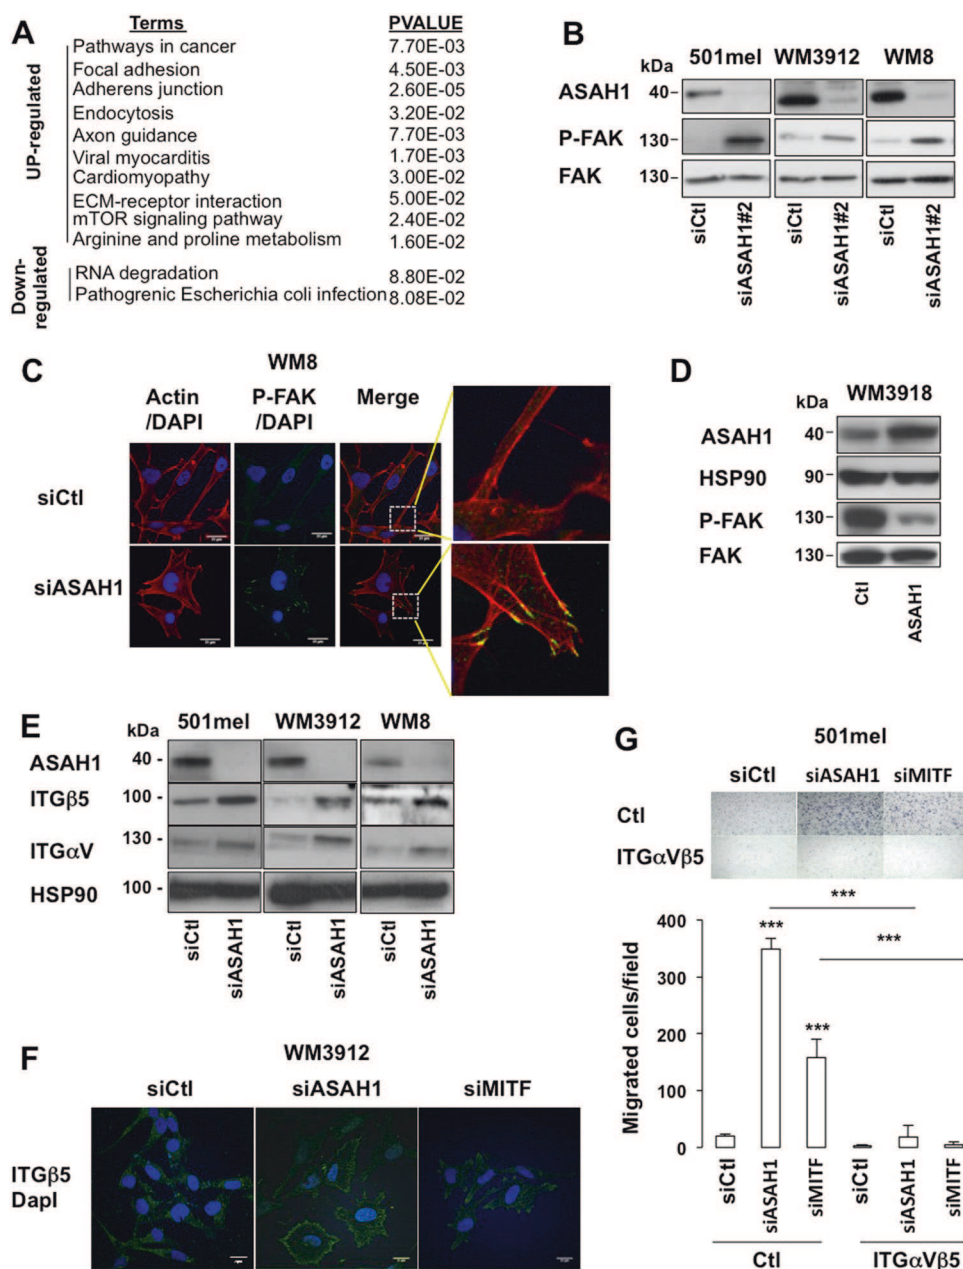 A
Terms PVALUE
UP-regulated
Pathways in cancer 7.70E-03
Focal adhesion 4.50E-03
Adherens junction 2.60E-05
Endocytosis 3.20E-02
Axon guidance 7.70E-03
Viral myocarditis 1.70E-03
Cardiomyopathy 3.00E-02
ECM-receptor interaction 5.00E-02
mTOR signaling pathway 2.40E-02
Arginine and proline metabolism 1.60E-02
Down-regulated
RNA degradation 8.80E-02
Pathogrenic Escherichia coli infection 8.08E-02
B
501mel WM3912 WM8
kDa
ASAH1 40
P-FAK 130
FAK 130
siCtl siASAH1#2 siCtl siASAH1#2 siCtl siASAH1#2
C
WM8
Actin /DAPI P-FAK /DAPI Merge
siCtl
siASAH1
D
WM3918
kDa
ASAH1 40
HSP90 90
P-FAK 130
FAK 130
Ctl ASAH1
E
501mel WM3912 WM8
kDa
ASAH1 40
ITGβ5 100
ITGαV 130
HSP90 100
siCtl siASAH1 siCtl siASAH1 siCtl siASAH1
F
WM3912
siCtl siASAH1 siMITF
ITGβ5
DapI
G
501mel
siCtl siASAH1 siMITF
Ctl
ITGαVβ5
***
***
***
***
Migrated cells/field
400
300
200
100
0
siCtl siASAH1 siMITF siCtl siASAH1 siMITF
Ctl ITGαVβ5